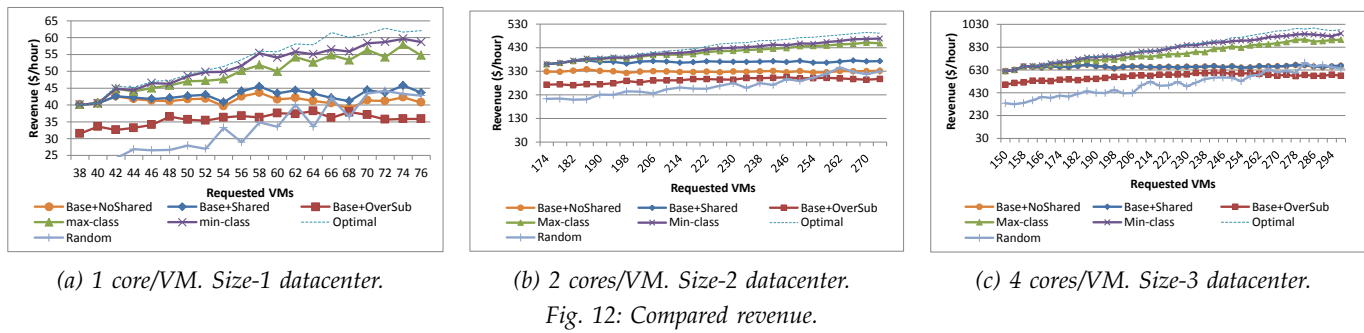 65
60
55
50
45
40
35
30
25
Revenue ($/hour)
38 40 42 44 46 48 50 52 54 56 58 60 62 64 66 68 70 72 74 76
Requested VMs
Base+NoShared Base+Shared Base+OverSub
max-class min-class Optimal
Random
(a) 1 core/VM. Size-1 datacenter.
530
430
330
230
130
30
Revenue ($/hour)
174 182 190 198 206 214 222 230 238 246 254 262 270
Requested VMs
Base+NoShared Base+Shared Base+OverSub
Max-class Min-class Optimal
Random
(b) 2 cores/VM. Size-2 datacenter.
1030
830
630
430
230
30
Revenue ($/hour)
150 158 166 174 182 190 198 206 214 222 230 238 246 254 262 270 278 286 294
Requested VMs
Base+NoShared Base+Shared Base+OverSub
Max-class Min-class Optimal
Random
(c) 4 cores/VM. Size-3 datacenter.
Fig. 12: Compared revenue.